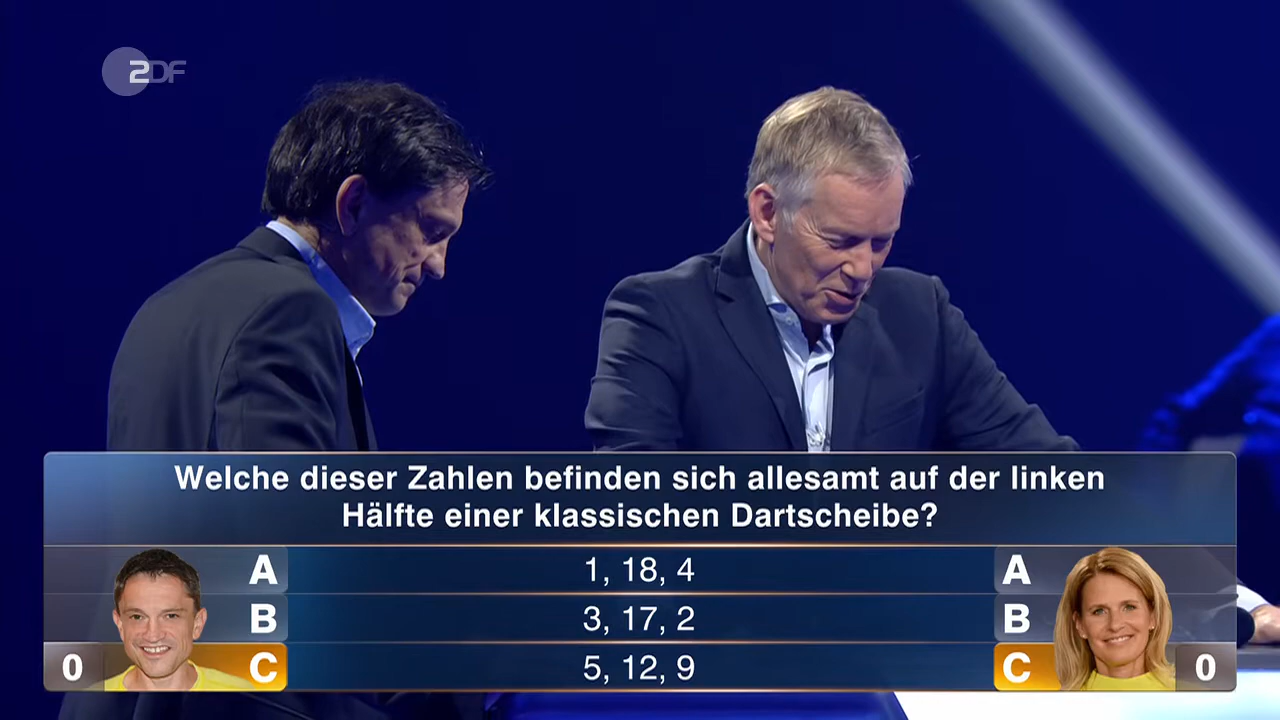 2DF
Welche dieser Zahlen befinden sich allesamt auf der linken
Hälfte einer klassischen Dartscheibe?
A 1, 18, 4 A
B 3, 17, 2 B
0 C 5, 12, 9 C 0